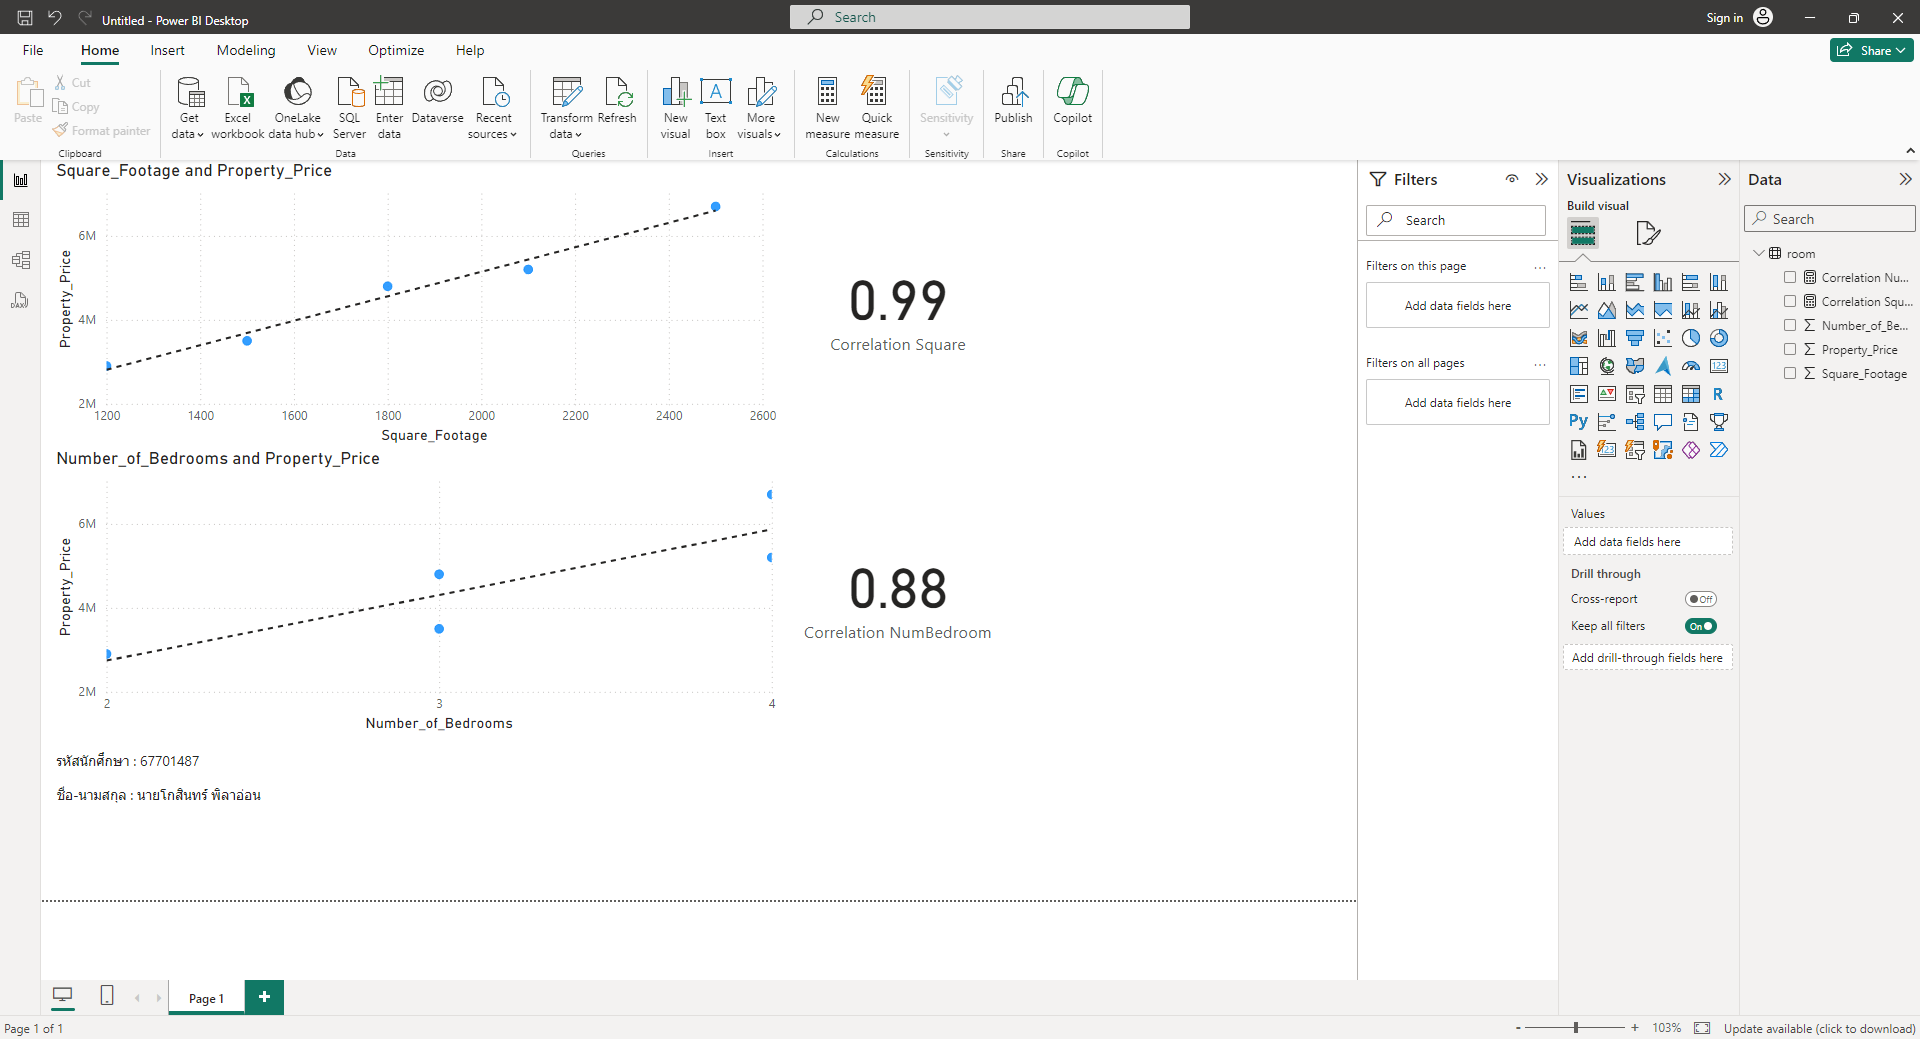 Untitled - Power BI Desktop
Search
Sign in
File Home Insert Modeling View Optimize Help
Share
Paste
Cut
Copy
Format painter
Clipboard
Get data
Excel workbook
OneLake data hub
SQL Server
Enter data
Dataverse
Recent sources
Data
Transform data
Refresh
Queries
New visual
Text box
More visuals
Insert
New measure
Quick measure
Calculations
Sensitivity
Sensitivity
Publish
Share
Copilot
Copilot
Square_Footage and Property_Price
Property_Price
6M
4M
2M
1200 1400 1600 1800 2000 2200 2400 2600
Square_Footage
0.99
Correlation Square
Number_of_Bedrooms and Property_Price
Property_Price
6M
4M
2M
2 3 4
Number_of_Bedrooms
0.88
Correlation NumBedroom
รหัสนักศึกษา : 67701487
ชื่อ-นามสกุล : นายโกสินทร์ พิลาอ่อน
Filters
Search
Filters on this page
Add data fields here
Filters on all pages
Add data fields here
Visualizations
Build visual
123
R
Py
123
Values
Add data fields here
Drill through
Cross-report
Off
Keep all filters
On
Add drill-through fields here
Data
Search
room
Correlation Nu...
Correlation Squ...
Number_of_Be...
Property_Price
Square_Footage
DAX
Page 1
Page 1 of 1
- + 103%
Update available (click to download)